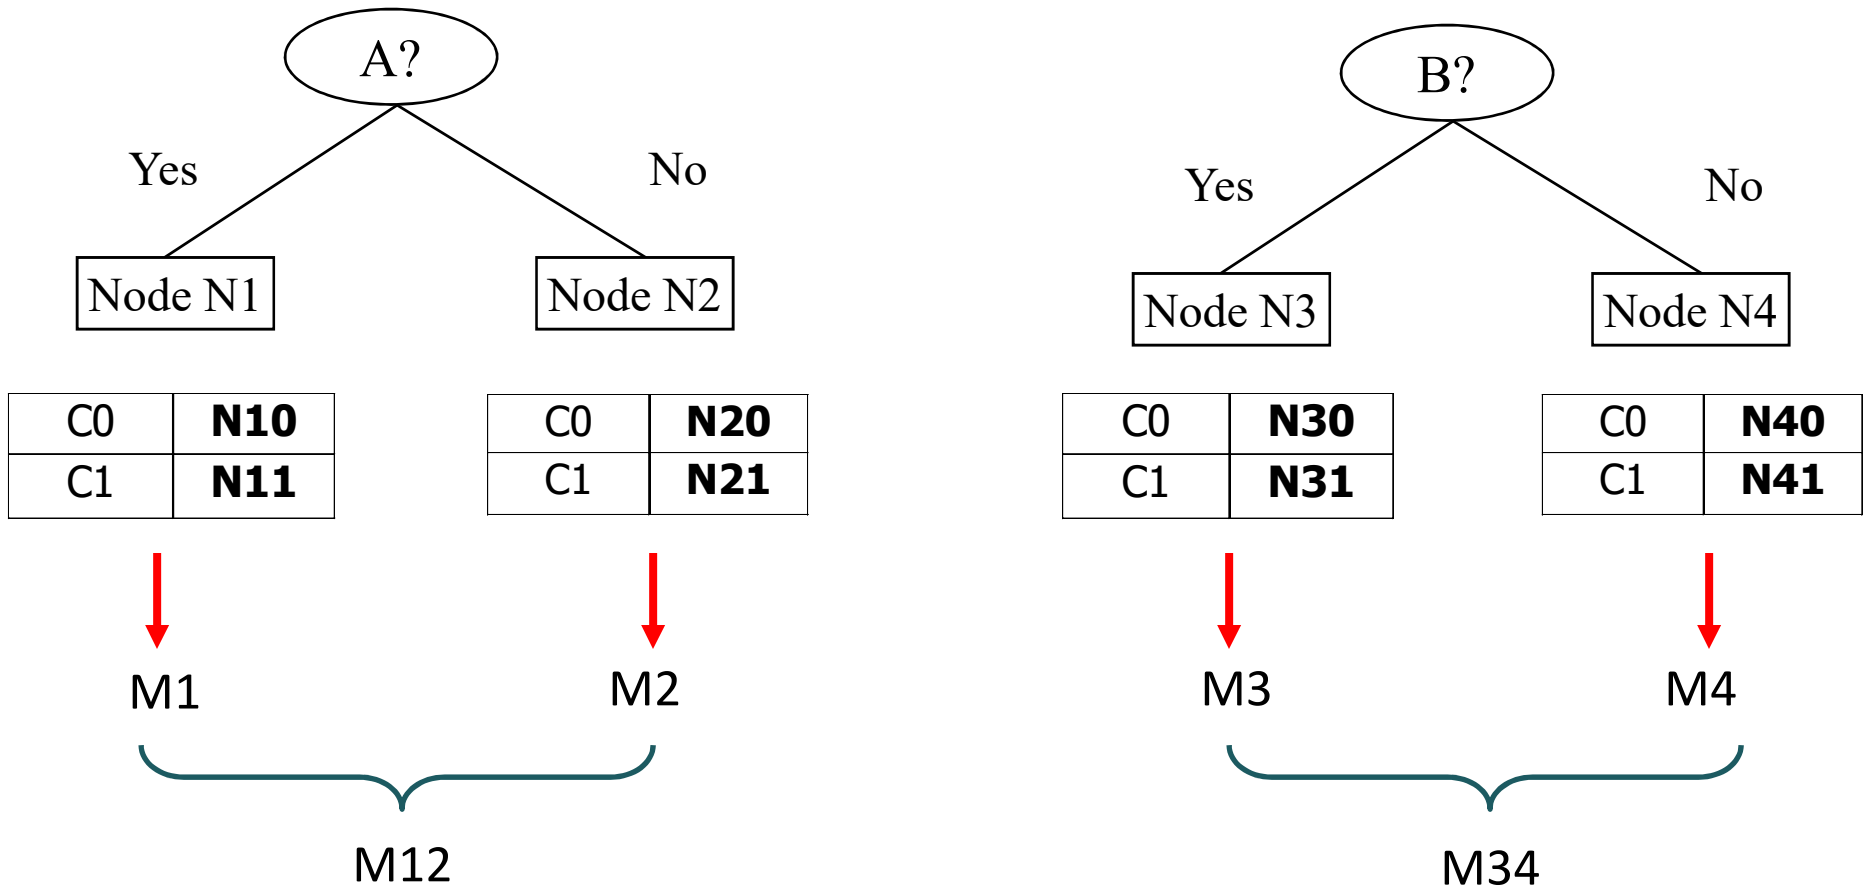 A?
B?
Yes
No
Yes
No
Node N1
Node N2
Node N3
Node N4
C0 N10
C1 N11
C0 N20
C1 N21
C0 N30
C1 N31
C0 N40
C1 N41
M1
M2
M3
M4
M12
M34